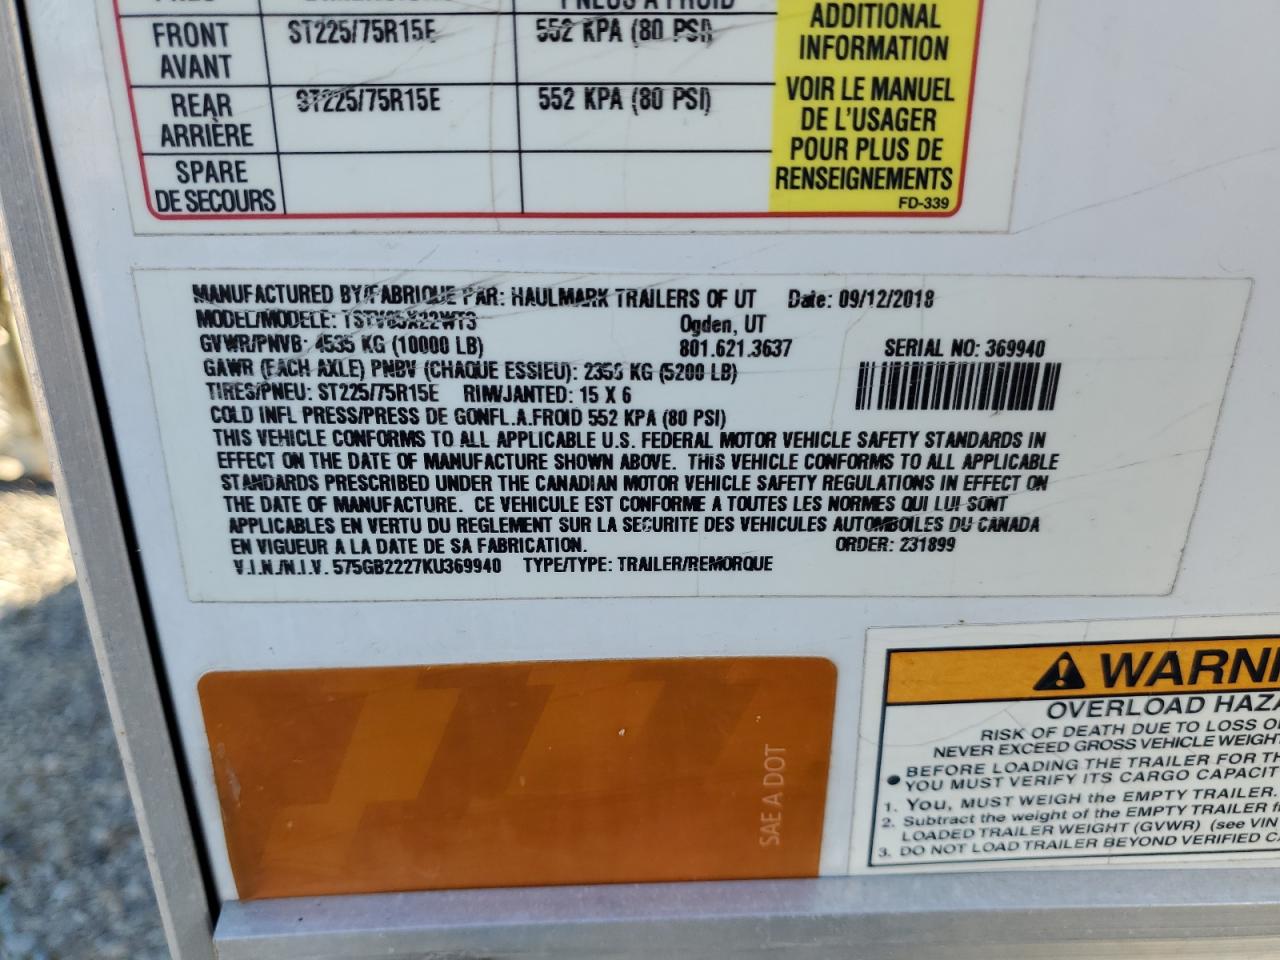 ADDITIONAL
INFORMATION
VOIR LE MANUEL
DE L'USAGER
POUR PLUS DE
RENSEIGNEMENTS
FD-339
FRONT
AVANT
ST225/75R15E
552 KPA (80 PSI)
REAR
ARRIÈRE
ST225/75R15E
552 KPA (80 PSI)
SPARE
DE SECOURS
MANUFACTURED BY/FABRIQUE PAR: HAULMARK TRAILERS OF UT Date: 09/12/2018
MODEL/MODELE:
Ogden, UT
GVWR/PNVB: 4535 KG (10000 LB)
801.621.3637
SERIAL NO: 369940
GAWR (EACH AXLE) PNBV (CHAQUE ESSIEU): KG (5200 LB)
TIRES/PNEU: ST225/75R15E RIM/JANTED: 15 X 6
COLD INFL PRESS/PRESS DE GONFL.A.FROID 552 KPA (80 PSI)
THIS VEHICLE CONFORMS TO ALL APPLICABLE U.S. FEDERAL MOTOR VEHICLE SAFETY STANDARDS IN
EFFECT ON THE DATE OF MANUFACTURE SHOWN ABOVE. THIS VEHICLE CONFORMS TO ALL APPLICABLE
STANDARDS PRESCRIBED UNDER THE CANADIAN MOTOR VEHICLE SAFETY REGULATIONS IN EFFECT ON
THE DATE OF MANUFACTURE. CE VEHICULE EST CONFORME A TOUTES LES NORMES QUI LUI SONT
APPLICABLES EN VERTU DU REGLEMENT SUR LA SECURITE DES VEHICULES AUTOMBOILES DU CANADA
EN VIGUEUR A LA DATE DE SA FABRICATION.
ORDER: 231899
V.I.N./N.I.V. 575GB2227KU369940 TYPE/TYPE: TRAILER/REMORQUE
SAE A DOT
WARNI
OVERLOAD HAZA
RISK OF DEATH DUE TO LOSS O
NEVER EXCEED GROSS VEHICLE WEIGHT
• BEFORE LOADING THE TRAILER FOR TH
YOU MUST VERIFY ITS CARGO CAPACIT
1. YOU, MUST WEIGH the EMPTY TRAILER.
2. Subtract the weight of the EMPTY TRAILER f
LOADED TRAILER WEIGHT (GVWR) (see VIN
3. DO NOT LOAD TRAILER BEYOND VERIFIED CA